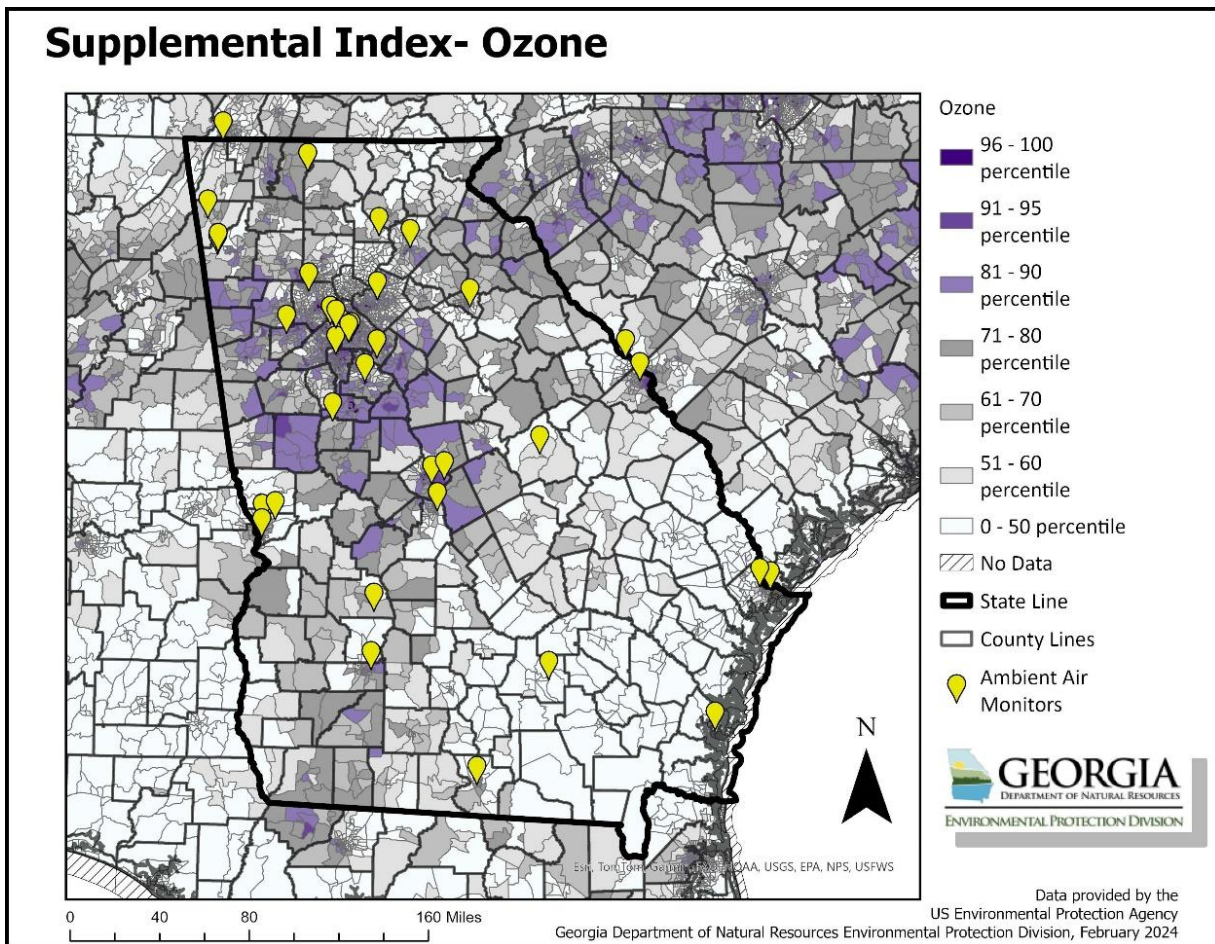 Supplemental Index- Ozone
Ozone
96 - 100
percentile
91 - 95
percentile
81 - 90
percentile
71 - 80
percentile
61 - 70
percentile
51 - 60
percentile
0 - 50 percentile
No Data
State Line
County Lines
Ambient Air
Monitors
N
GEORGIA
DEPARTMENT OF NATURAL RESOURCES
ENVIRONMENTAL PROTECTION DIVISION
Esri, TomTom, Garmin, USGS, EPA, NPS, USFWS
0 40 80 160 Miles
Data provided by the
US Environmental Protection Agency
Georgia Department of Natural Resources Environmental Protection Division, February 2024